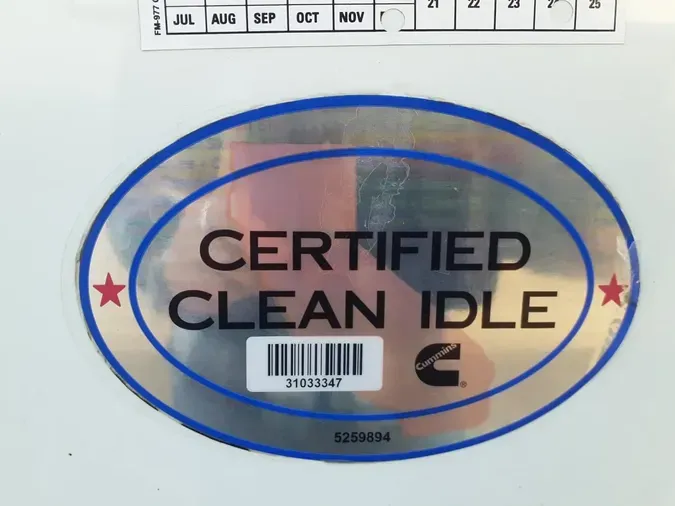 FM-977
21 22 23 25
JUL AUG SEP OCT NOV
CERTIFIED
CLEAN IDLE
Cummins
®
31033347
5259894